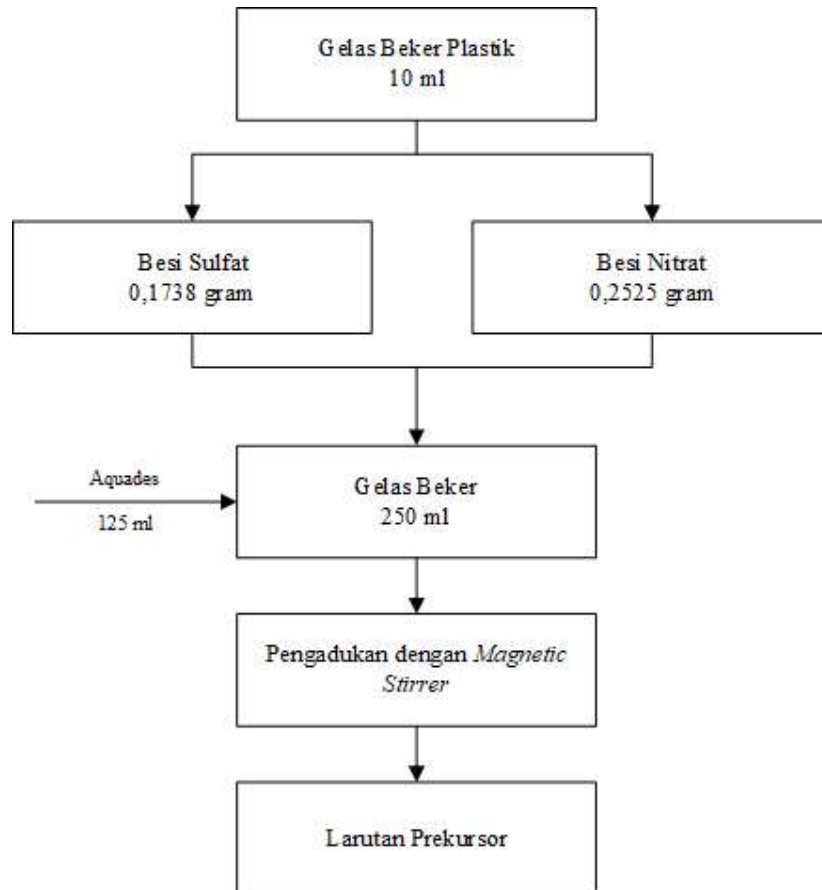 Gelas Beker Plastik
10 ml
Besi Sulfat
0,1738 gram
Besi Nitrat
0,2525 gram
Aquades
125 ml
Gelas Beker
250 ml
Pengadukan dengan Magnetic
Stirrer
Larutan Prekursor